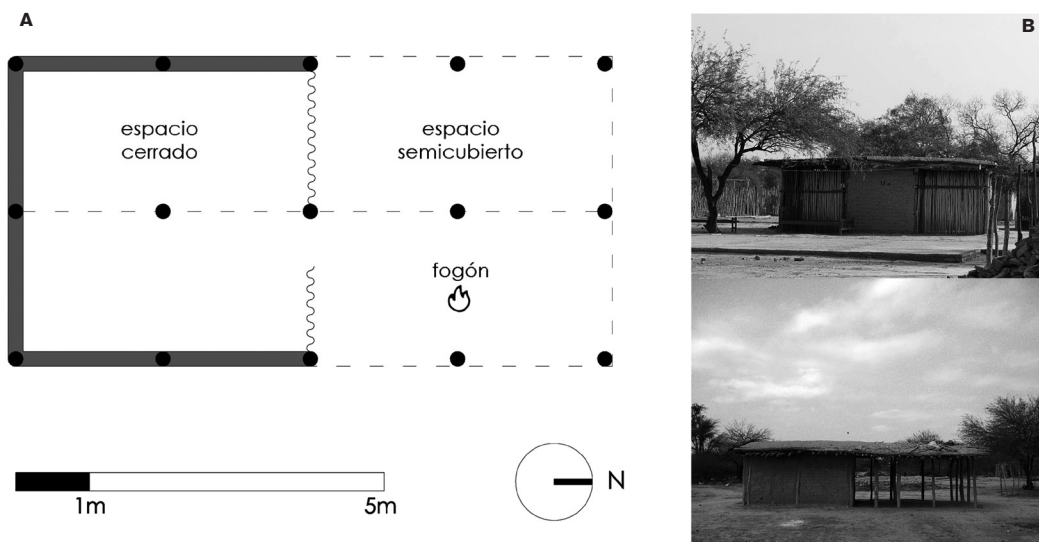 A
B
espacio
cerrado
espacio
semicubierto
fogón
1m
5m
N